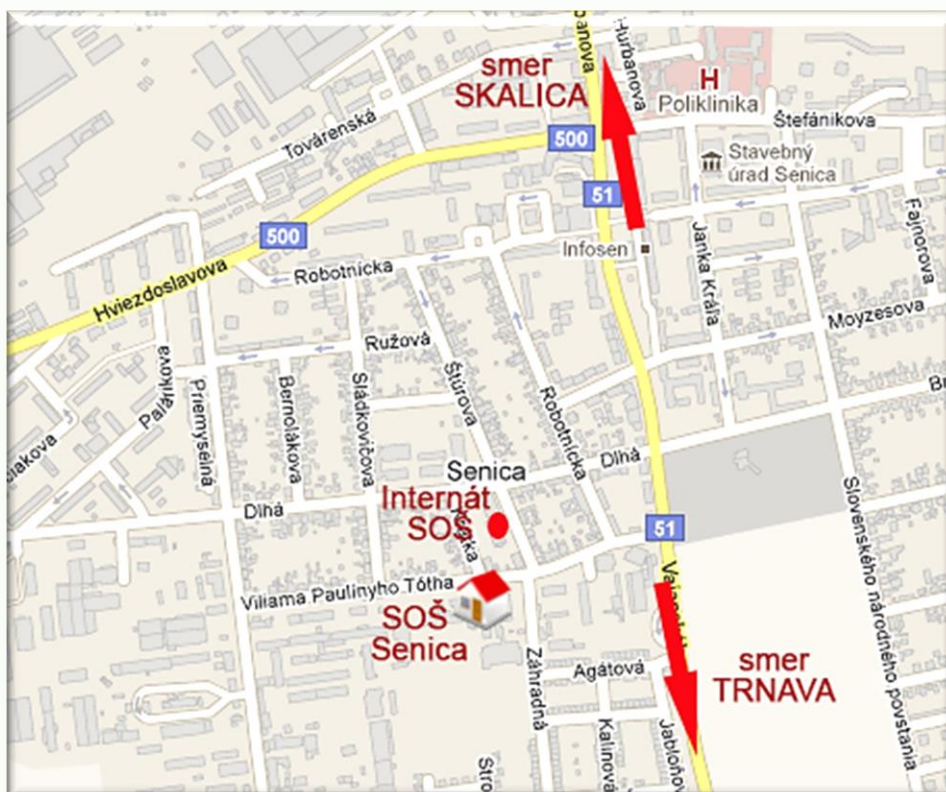 Hurbanova
smer
SKALICA
H
Poliklinika
Továrenská
500
Štefánikova
Stavebný
úrad Senica
51
500
Infosen
Fajnorova
Robotnícka
Janka Kráľa
Hviezdoslavova
Moyzesova
Ružová
Štúrova
Palárikova
Priemyselná
Bernolákova
Sládkovičova
Robotnícka
Dlhá
Senica
Internát
Dlhá
51
Slovenského národného povstania
Viliama Paulínyho Tótha
SOŠ
Senica
Záhradná
Agátová
smer
TRNAVA
Kalinová